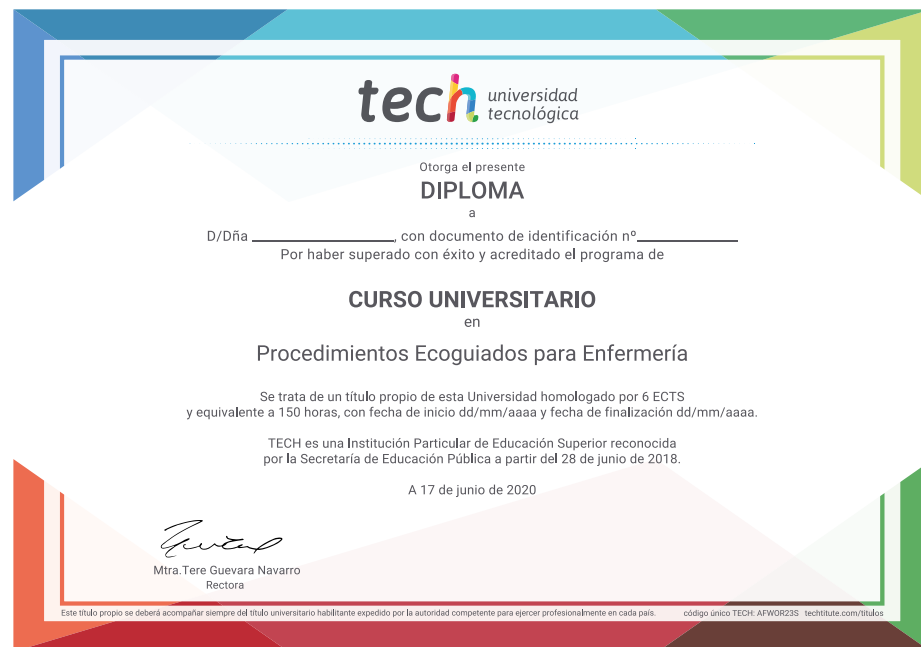 tech universidad
tecnológica
Otorga el presente
DIPLOMA
a
D/Dña ________________, con documento de identificación nº____________
Por haber superado con éxito y acreditado el programa de
CURSO UNIVERSITARIO
en
Procedimientos Ecoguiados para Enfermería
Se trata de un título propio de esta Universidad homologado por 6 ECTS
y equivalente a 150 horas, con fecha de inicio dd/mm/aaaa y fecha de finalización dd/mm/aaaa.
TECH es una Institución Particular de Educación Superior reconocida
por la Secretaría de Educación Pública a partir del 28 de junio de 2018.
A 17 de junio de 2020
Mtra.Tere Guevara Navarro
Rectora
Este título propio se deberá acompañar siempre del título universitario habilitante expedido por la autoridad competente para ejercer profesionalmente en cada país. código único TECH: AFWOR23S techtitute.com/titulos